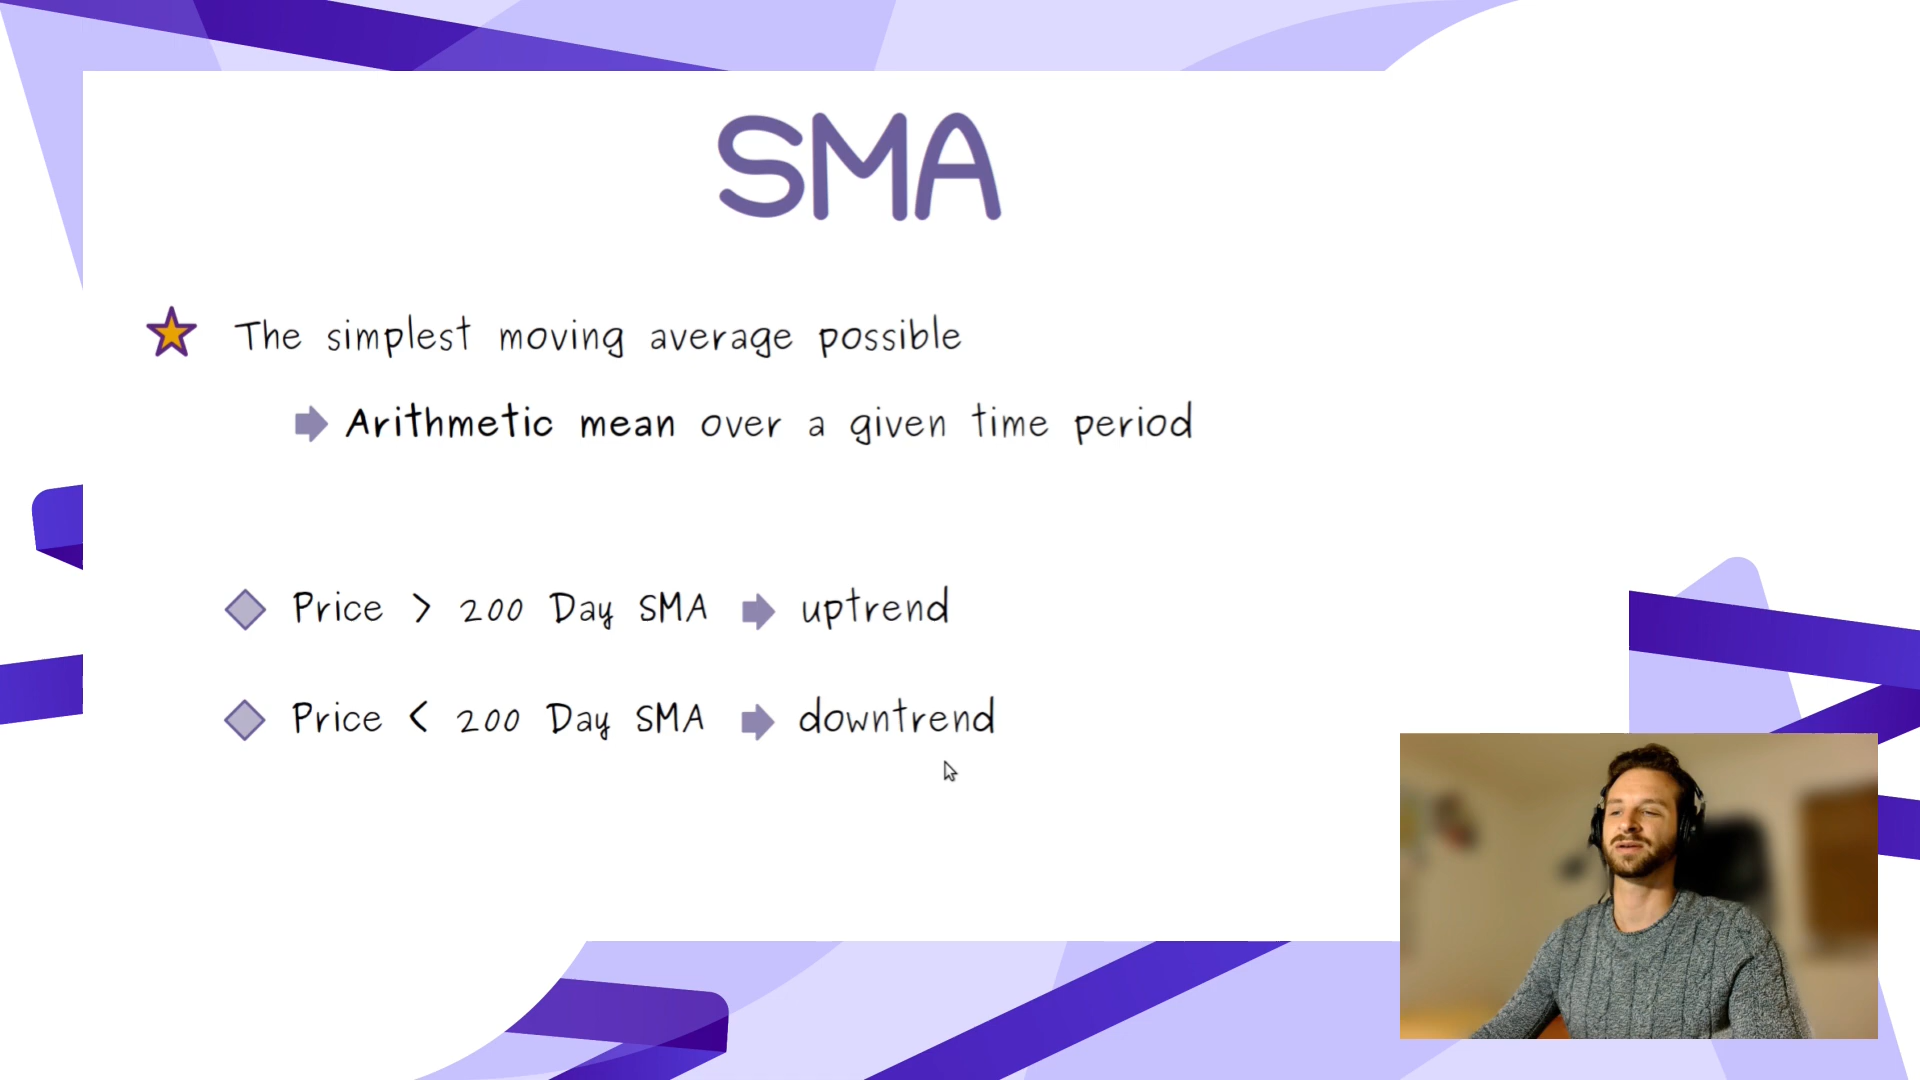 SMA
The simplest moving average possible
Arithmetic mean over a given time period
Price > 200 Day SMA uptrend
Price < 200 Day SMA downtrend